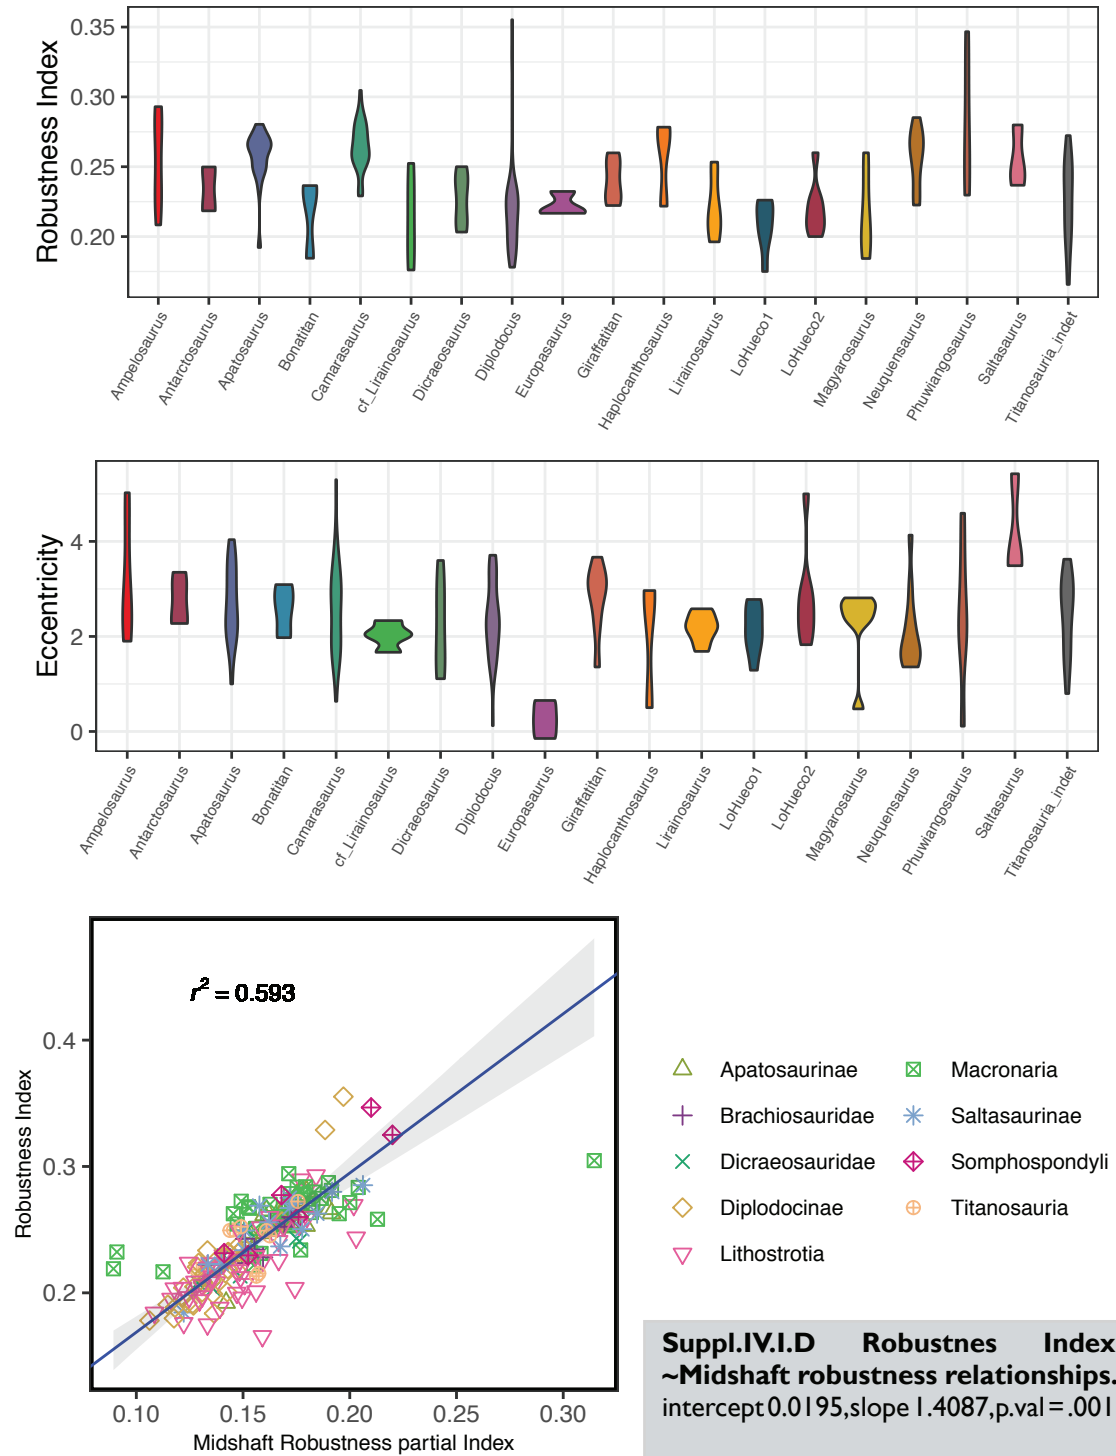 Robustness Index
0.35
0.30
0.25
0.20
Ampelosaurus
Antarctosaurus
Apatosaurus
Bonatitan
Camarasaurus
cf_Lirainosaurus
Dicraeosaurus
Diplodocus
Europasaurus
Giraffatitan
Haplocanthosaurus
Lirainosaurus
LoHueco1
LoHueco2
Magyarosaurus
Neuquensaurus
Phuwiangosaurus
Saltasaurus
Titanosauria_indet
Eccentricity
4
2
0
Ampelosaurus
Antarctosaurus
Apatosaurus
Bonatitan
Camarasaurus
cf_Lirainosaurus
Dicraeosaurus
Diplodocus
Europasaurus
Giraffatitan
Haplocanthosaurus
Lirainosaurus
LoHueco1
LoHueco2
Magyarosaurus
Neuquensaurus
Phuwiangosaurus
Saltasaurus
Titanosauria_indet
Robustness Index
r² = 0.593
0.4
0.3
0.2
0.10
0.15
0.20
0.30
Midshaft Robustness partial Index
Apatosaurinae
Brachiosauridae
Dicraeosauridae
Diplodocinae
Lithostrotia
Macronaria
Saltasaurinae
Somphospondyli
Titanosauria
Suppl.IV.I.D Robustnes Index
~Midshaft robustness relationships.
intercept 0.0195, slope 1.4087, p.val = .001